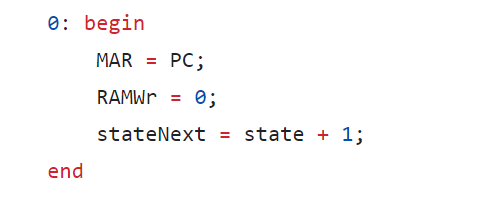 0: begin
    MAR = PC;
    RAMWr = 0;
    stateNext = state + 1;
end